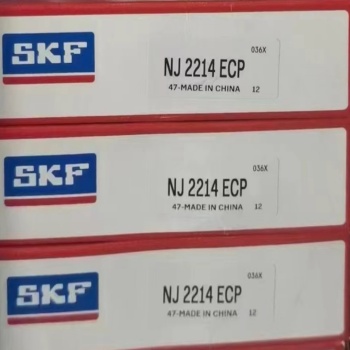 SKF
036X
NJ 2214 ECP
47-MADE IN CHINA 12
SKF
036X
NJ 2214 ECP
47-MADE IN CHINA 12
SKF
036X
NJ 2214 ECP
47-MADE IN CHINA 12